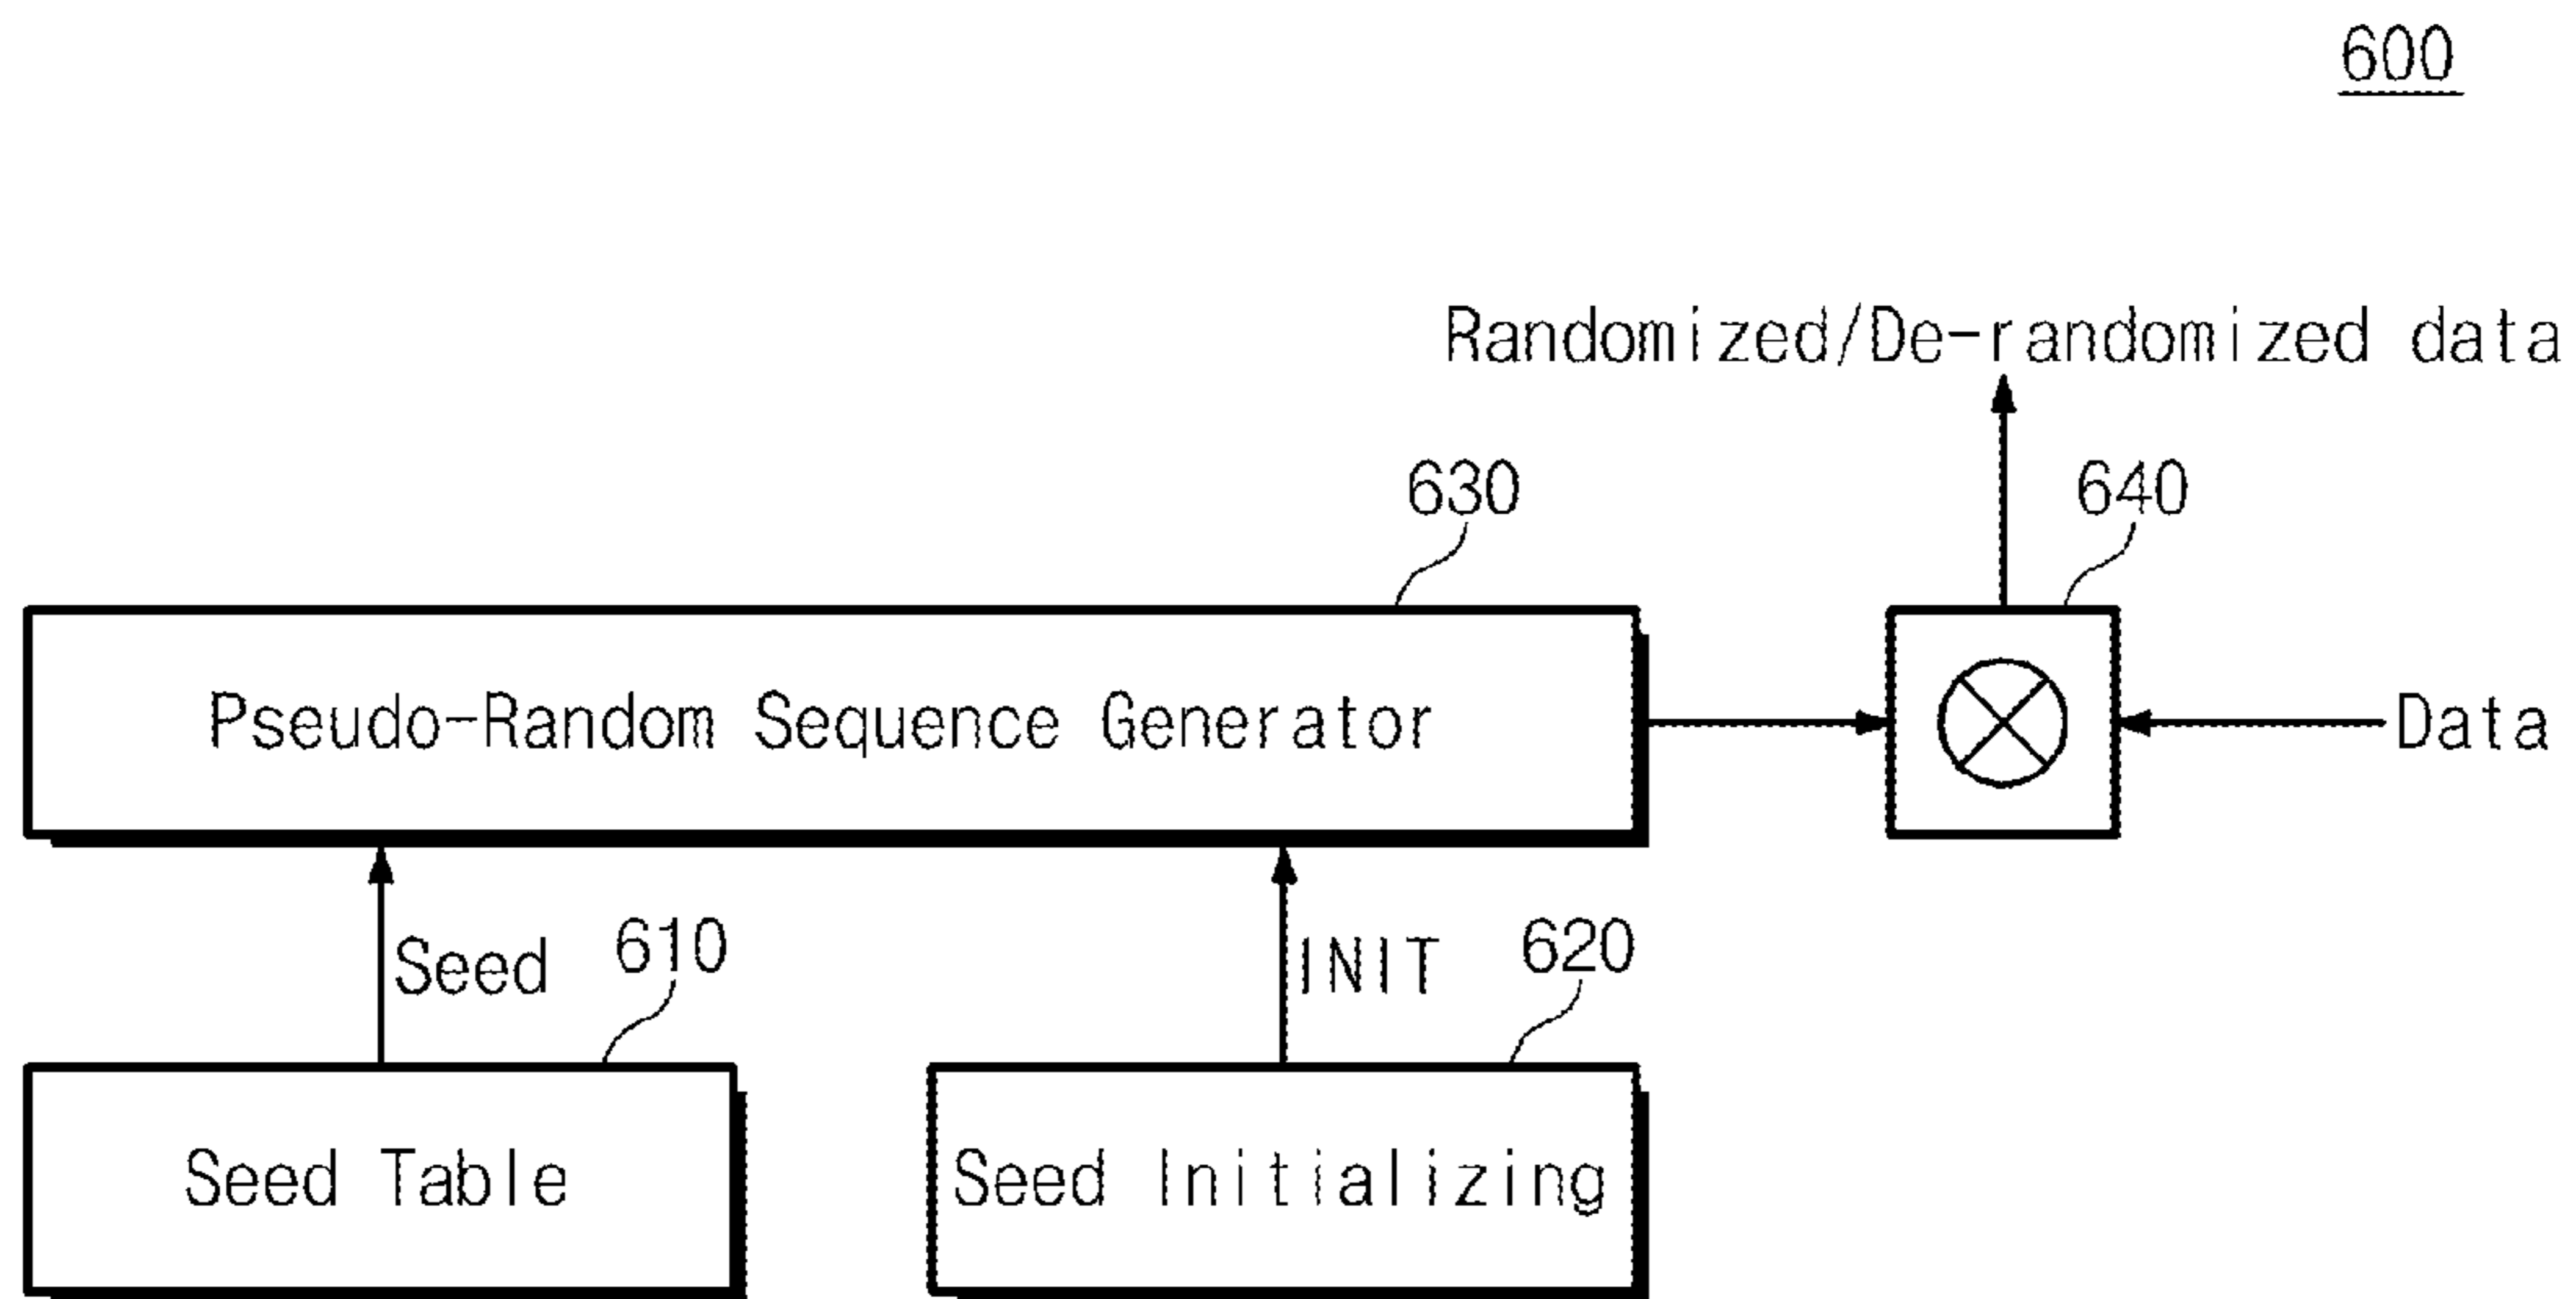 600
Randomized/De-randomized data
630
640
Pseudo-Random Sequence Generator
Data
Seed
610
INIT
620
Seed Table
Seed Initializing